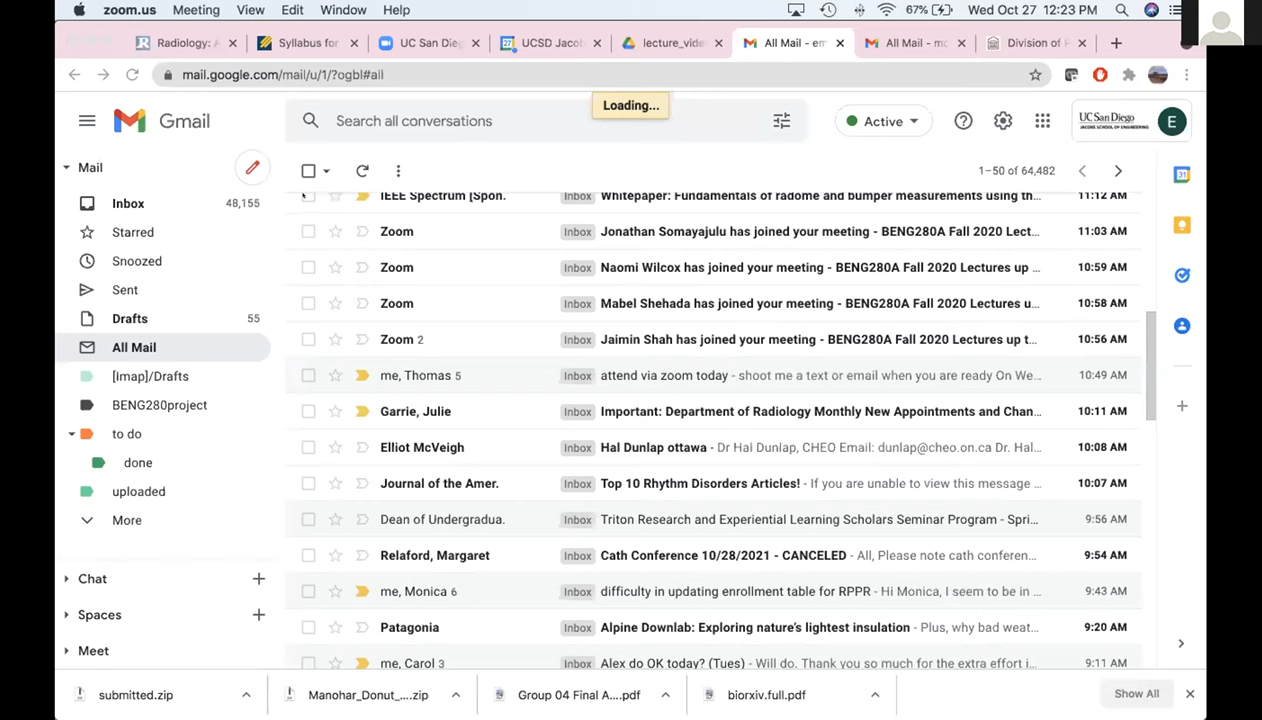 zoom.us Meeting View Edit Window Help 67% Wed Oct 27 12:23 PM
Radiology: A Syllabus for UC San Dieg UCSD Jacob lecture_vide All Mail - em All Mail - mc Division of P
mail.google.com/mail/u/1/?ogbl#all
Loading...
Gmail Search all conversations Active UC San Diego JACOBS SCHOOL OF ENGINEERING E
Mail 1–50 of 64,482
31
IEEE Spectrum [Spon. Inbox Whitepaper: Fundamentals of radome and bumper measurements using th... 11:12 AM
Inbox 48,155
Zoom Inbox Jonathan Somayajulu has joined your meeting - BENG280A Fall 2020 Lect... 11:03 AM
Starred
Snoozed
Zoom Inbox Naomi Wilcox has joined your meeting - BENG280A Fall 2020 Lectures up ... 10:59 AM
Sent
Zoom Inbox Mabel Shehada has joined your meeting - BENG280A Fall 2020 Lectures u... 10:58 AM
Drafts 55
Zoom 2 Inbox Jaimin Shah has joined your meeting - BENG280A Fall 2020 Lectures up t... 10:56 AM
All Mail
[Imap]/Drafts
me, Thomas 5 Inbox attend via zoom today - shoot me a text or email when you are ready On We... 10:49 AM
BENG280project
Garrie, Julie Inbox Important: Department of Radiology Monthly New Appointments and Chan... 10:11 AM
to do
Elliot McVeigh Inbox Hal Dunlap ottawa - Dr Hal Dunlap, CHEO Email: dunlap@cheo.on.ca Dr. Hal... 10:08 AM
done
Journal of the Amer. Inbox Top 10 Rhythm Disorders Articles! - If you are unable to view this message ... 10:07 AM
uploaded
More
Dean of Undergradua. Inbox Triton Research and Experiential Learning Scholars Seminar Program - Spri... 9:56 AM
Relaford, Margaret Inbox Cath Conference 10/28/2021 - CANCELED - All, Please note cath conferen... 9:54 AM
Chat
me, Monica 6 Inbox difficulty in updating enrollment table for RPPR - Hi Monica, I seem to be in ... 9:43 AM
Spaces
Patagonia Inbox Alpine Downlab: Exploring nature's lightest insulation - Plus, why bad weat... 9:20 AM
Meet
me, Carol 3 Inbox Alex do OK today? (Tues) - Will do. Thank you so much for the extra effort i... 9:11 AM
submitted.zip Manohar_Donut_....zip Group 04 Final A....pdf biorxiv.full.pdf Show All